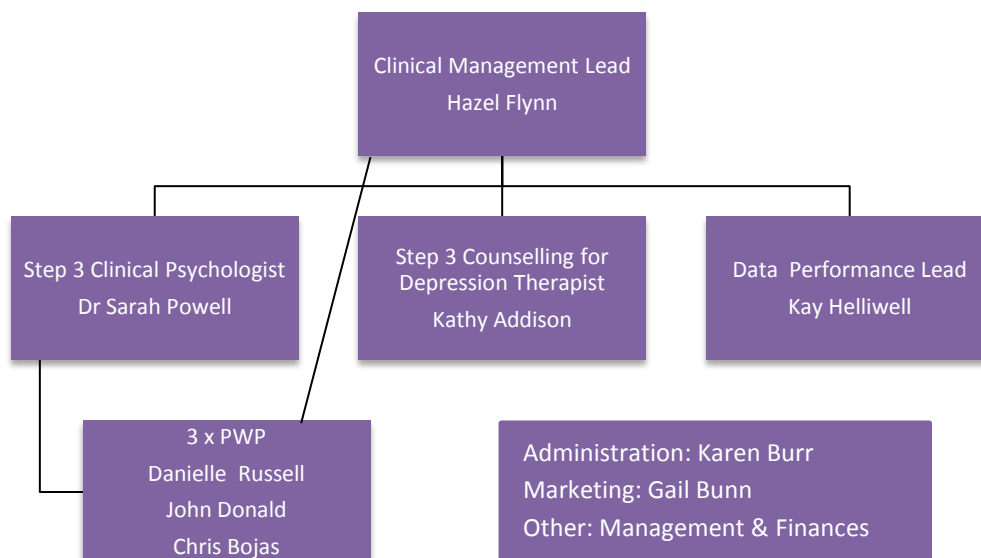 Clinical Management Lead
Hazel Flynn
Step 3 Clinical Psychologist
Dr Sarah Powell
Step 3 Counselling for
Depression Therapist
Kathy Addison
Data Performance Lead
Kay Helliwell
3 x PWP
Danielle Russell
John Donald
Chris Bojas
Administration: Karen Burr
Marketing: Gail Bunn
Other: Management & Finances